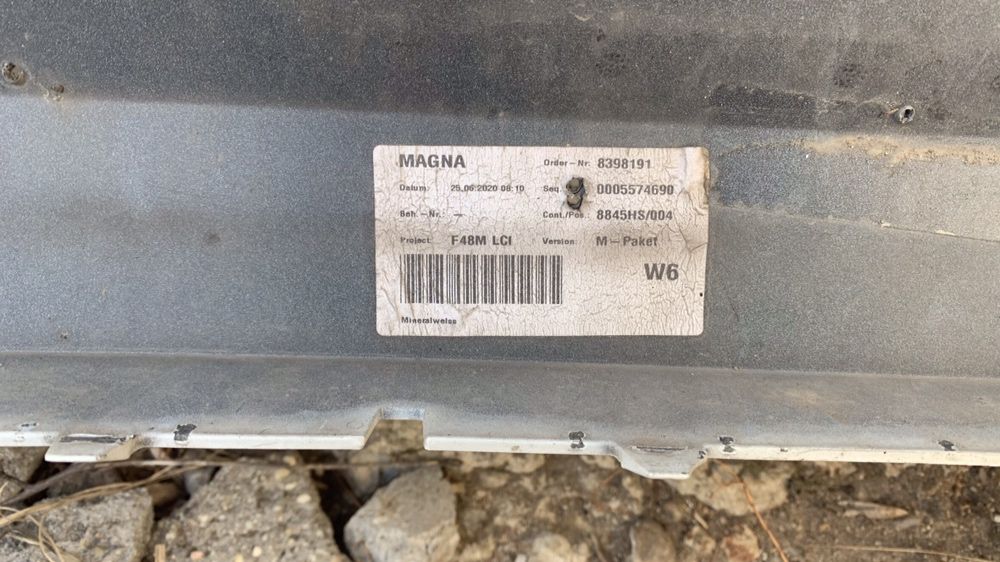 MAGNA Order-Nr: 8398191
Datum: 25.06.2020 08:10 Seq. 0005574690
Beh.-Nr.: – Cont./Pos.: 8845HS/004
Project: F48M LCI Version: M-Paket
W6
Mineralweiss